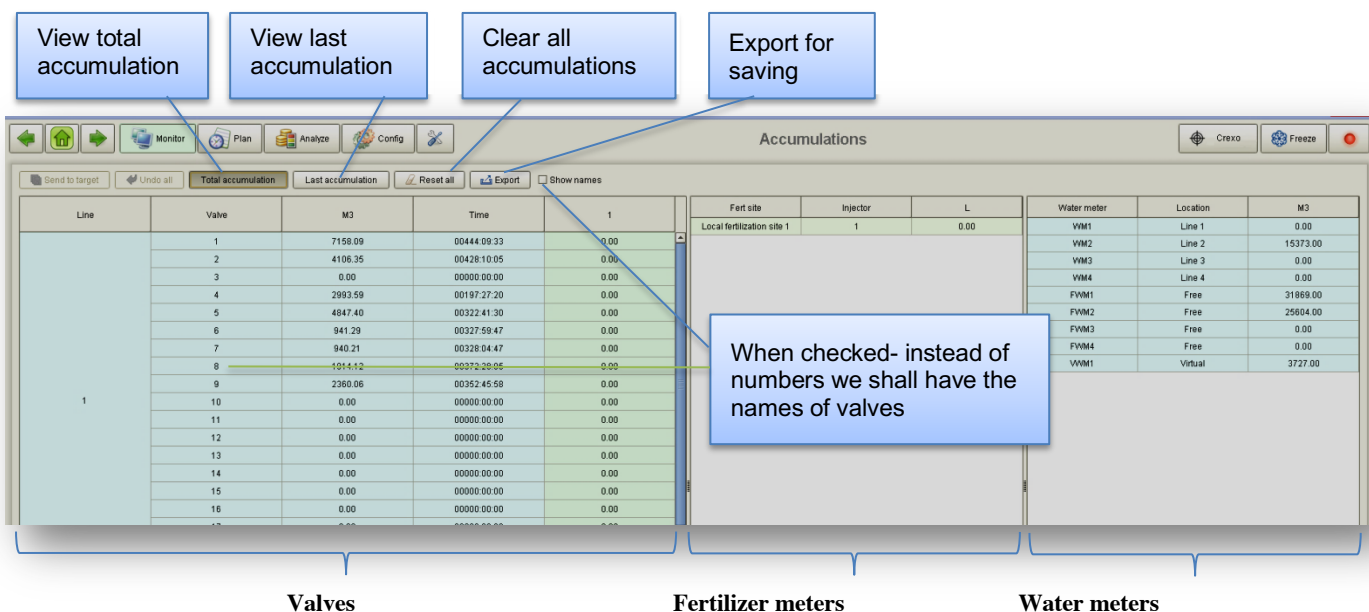 View total
accumulation
View last
accumulation
Clear all
accumulations
Export for
saving
Monitor Plan Analyze Config Accumulations Crexo Freeze
Send to target Undo all Total accumulation Last accumulation Reset all Export Show names
Line Valve M3 Time 1
1 7158.09 00444:09:33 0.00
2 4106.35 00428:10:05 0.00
3 0.00 00000:00:00 0.00
4 2993.59 00197:27:20 0.00
5 4847.40 00322:41:30 0.00
6 941.29 00327:59:47 0.00
7 940.21 00328:04:47 0.00
8 0.00
9 2360.06 00352:45:58 0.00
1
10 0.00 00000:00:00 0.00
11 0.00 00000:00:00 0.00
12 0.00 00000:00:00 0.00
13 0.00 00000:00:00 0.00
14 0.00 00000:00:00 0.00
15 0.00 00000:00:00 0.00
16 0.00 00000:00:00 0.00
Fert site Injector L
Local fertilization site 1 1 0.00
When checked- instead of
numbers we shall have the
names of valves
Water meter Location M3
WM1 Line 1 0.00
WM2 Line 2 15373.00
WM3 Line 3 0.00
WM4 Line 4 0.00
FWM1 Free 31869.00
FWM2 Free 25604.00
FWM3 Free 0.00
FWM4 Free 0.00
VWM1 Virtual 3727.00
Valves Fertilizer meters Water meters